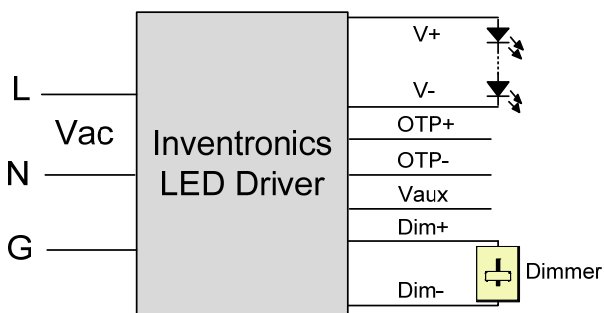 L
Vac
N
G
Inventronics
LED Driver
V+
V-
OTP+
OTP-
Vaux
Dim+
Dim-
Dimmer